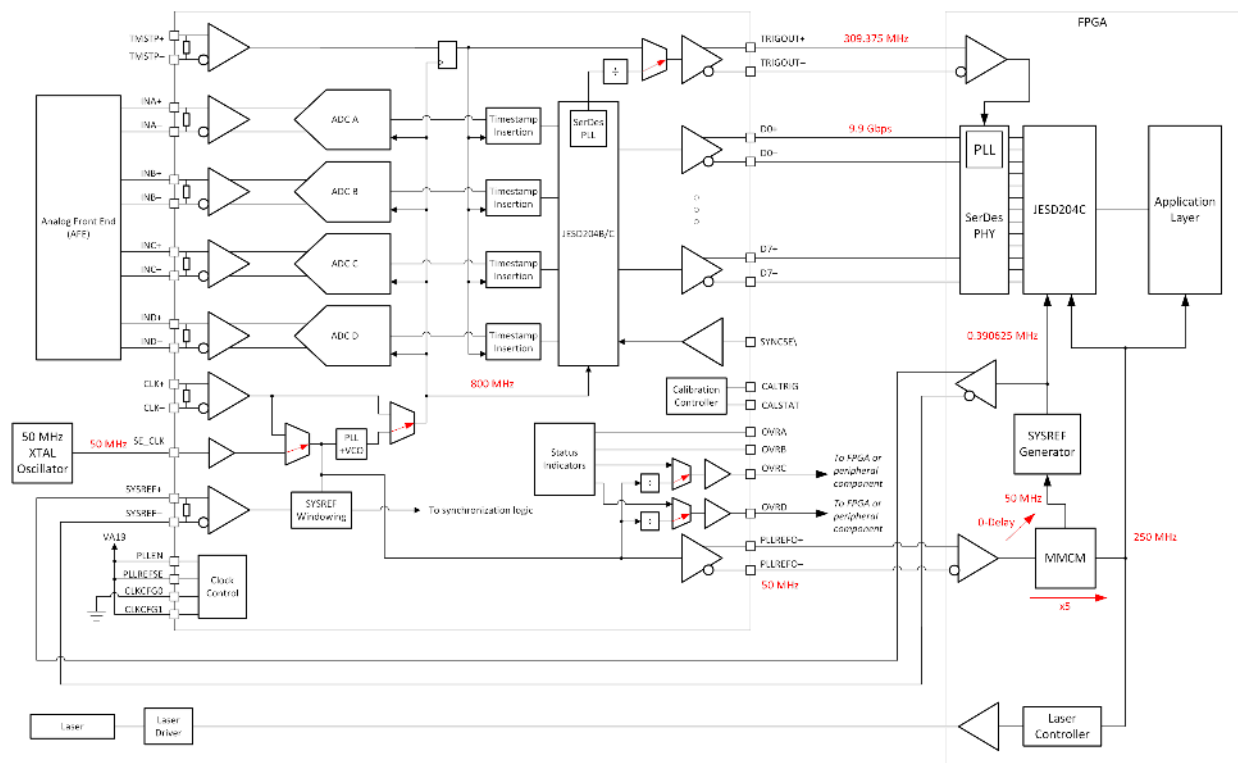 FPGA
TMSTP+
TMSTP−
TRIGOUT+
309.375 MHz
TRIGOUT−
÷
INA+
INA−
ADC A
Timestamp
Insertion
SerDes
PLL
D0+
9.9 Gbps
D0−
PLL
SerDes
PHY
JESD204C
Application
Layer
INB+
INB−
ADC B
Timestamp
Insertion
Analog Front End
(AFE)
JESD204B/C
INC+
INC−
ADC C
Timestamp
Insertion
D7−
D7−
IND+
IND−
ADC D
Timestamp
Insertion
SYNCSE\
0.390625 MHz
CLK+
CLK−
800 MHz
Calibration
Controller
CALTRIG
CALSTAT
50 MHz
XTAL
Oscillator
50 MHz
SE_CLK
PLL
+VCO
Status
Indicators
OVRA
OVRB
OVRC
OVRD
÷
÷
To FPGA or
peripheral
component
To FPGA or
peripheral
component
SYSREF
Generator
SYSREF+
SYSREF−
SYSREF
Windowing
To synchronization logic
50 MHz
0-Delay
250 MHz
VA19
PLLEN
PLLREFSE
CLKCFG0
CLKCFG1
Clock
Control
PLLREFO+
PLLREFO−
50 MHz
MMCM
x5
Laser
Laser
Driver
Laser
Controller